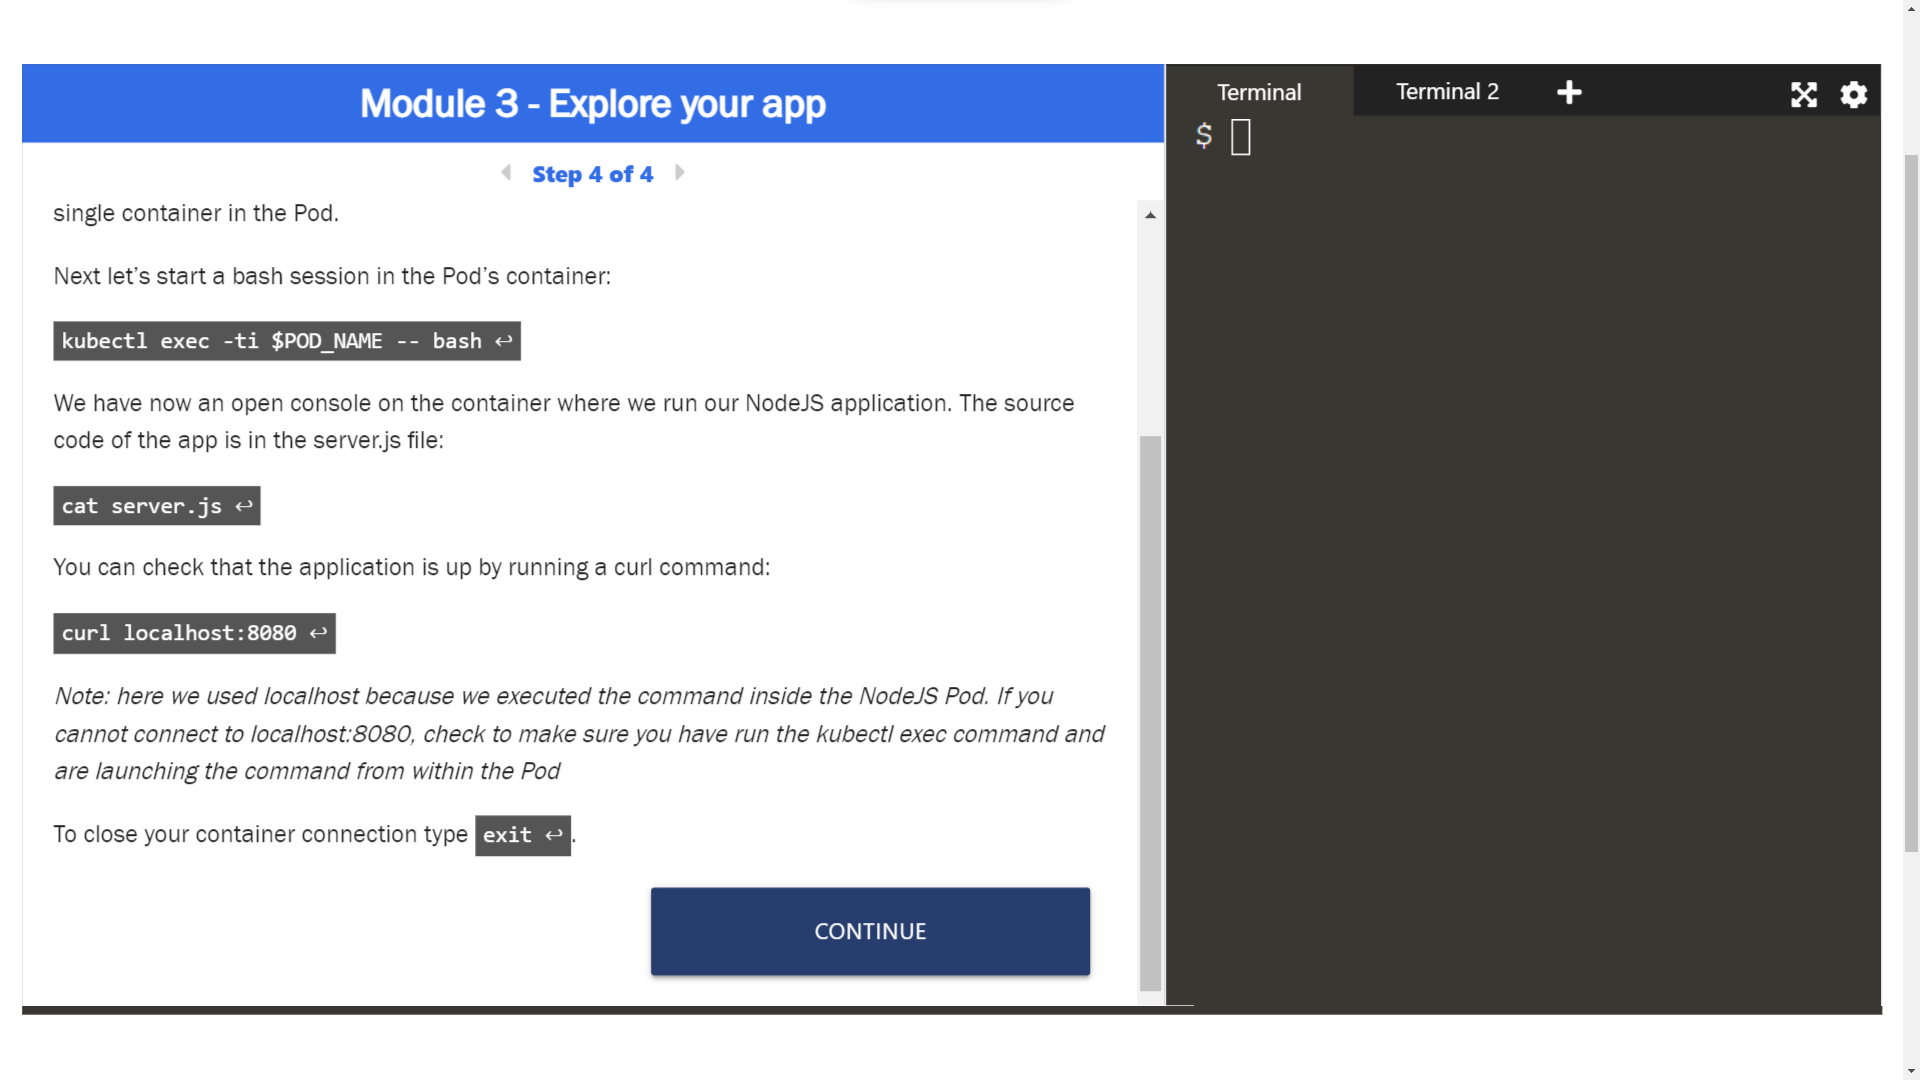 Module 3 - Explore your app
Step 4 of 4
single container in the Pod.
Next let’s start a bash session in the Pod’s container:
kubectl exec -ti $POD_NAME -- bash ↩
We have now an open console on the container where we run our NodeJS application. The source
code of the app is in the server.js file:
cat server.js ↩
You can check that the application is up by running a curl command:
curl localhost:8080 ↩
Note: here we used localhost because we executed the command inside the NodeJS Pod. If you
cannot connect to localhost:8080, check to make sure you have run the kubectl exec command and
are launching the command from within the Pod
To close your container connection type exit ↩.
CONTINUE
Terminal
Terminal 2
$